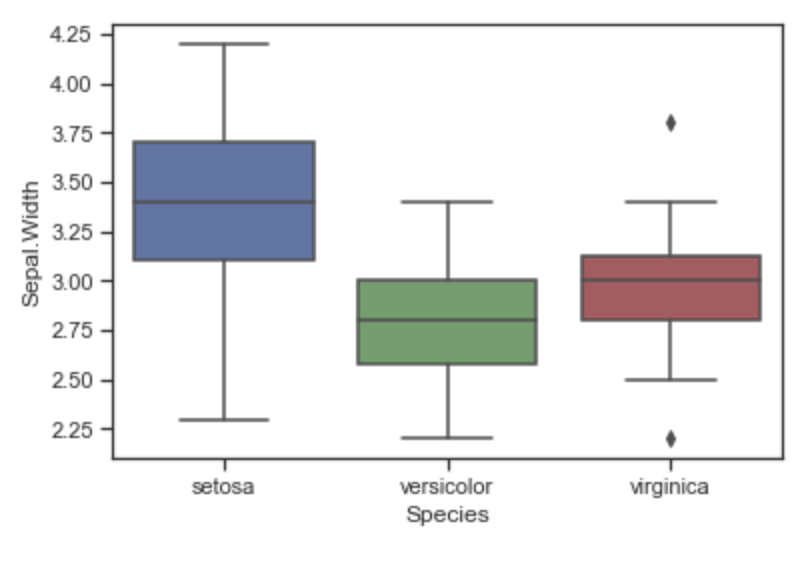 4.25
4.00
3.75
3.50
3.25
3.00
2.75
2.50
2.25
Sepal.Width
setosa
versicolor
virginica
Species